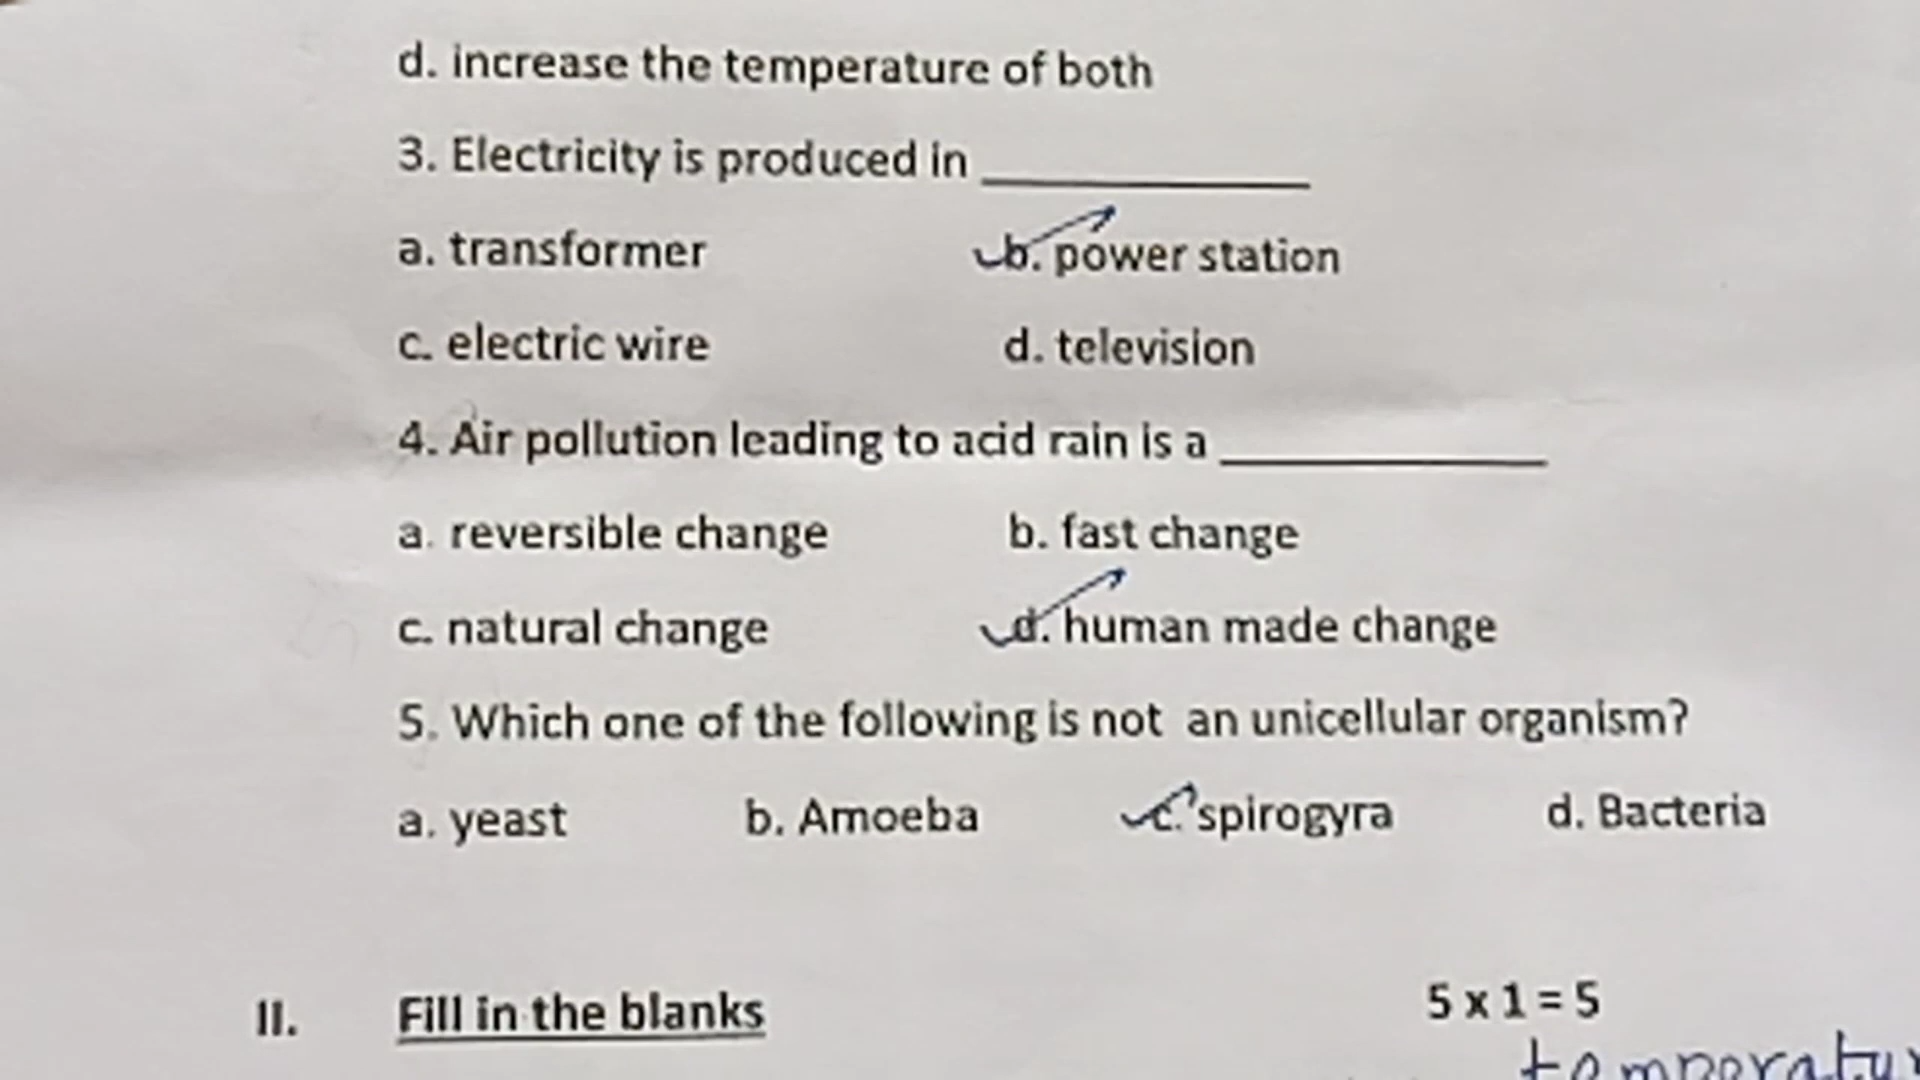 d. increase the temperature of both
3. Electricity is produced in __________
a. transformer b. power station
c. electric wire d. television
4. Air pollution leading to acid rain is a __________
a. reversible change b. fast change
c. natural change d. human made change
5. Which one of the following is not an unicellular organism?
a. yeast b. Amoeba c. spirogyra d. Bacteria
II. Fill in the blanks 5 x 1 = 5